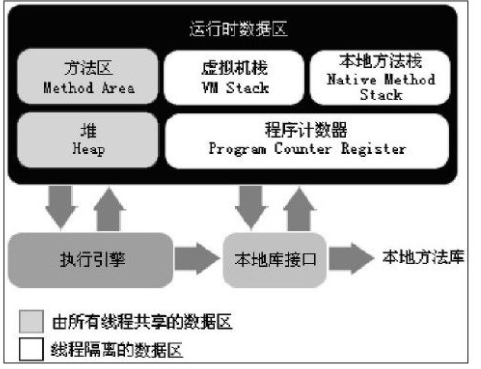 运行时数据区
方法区
Method Area
虚拟机栈
VM Stack
本地方法栈
Native Method
Stack
堆
Heap
程序计数器
Program Counter Register
执行引擎
本地库接口
本地方法库
由所有线程共享的数据区
线程隔离的数据区